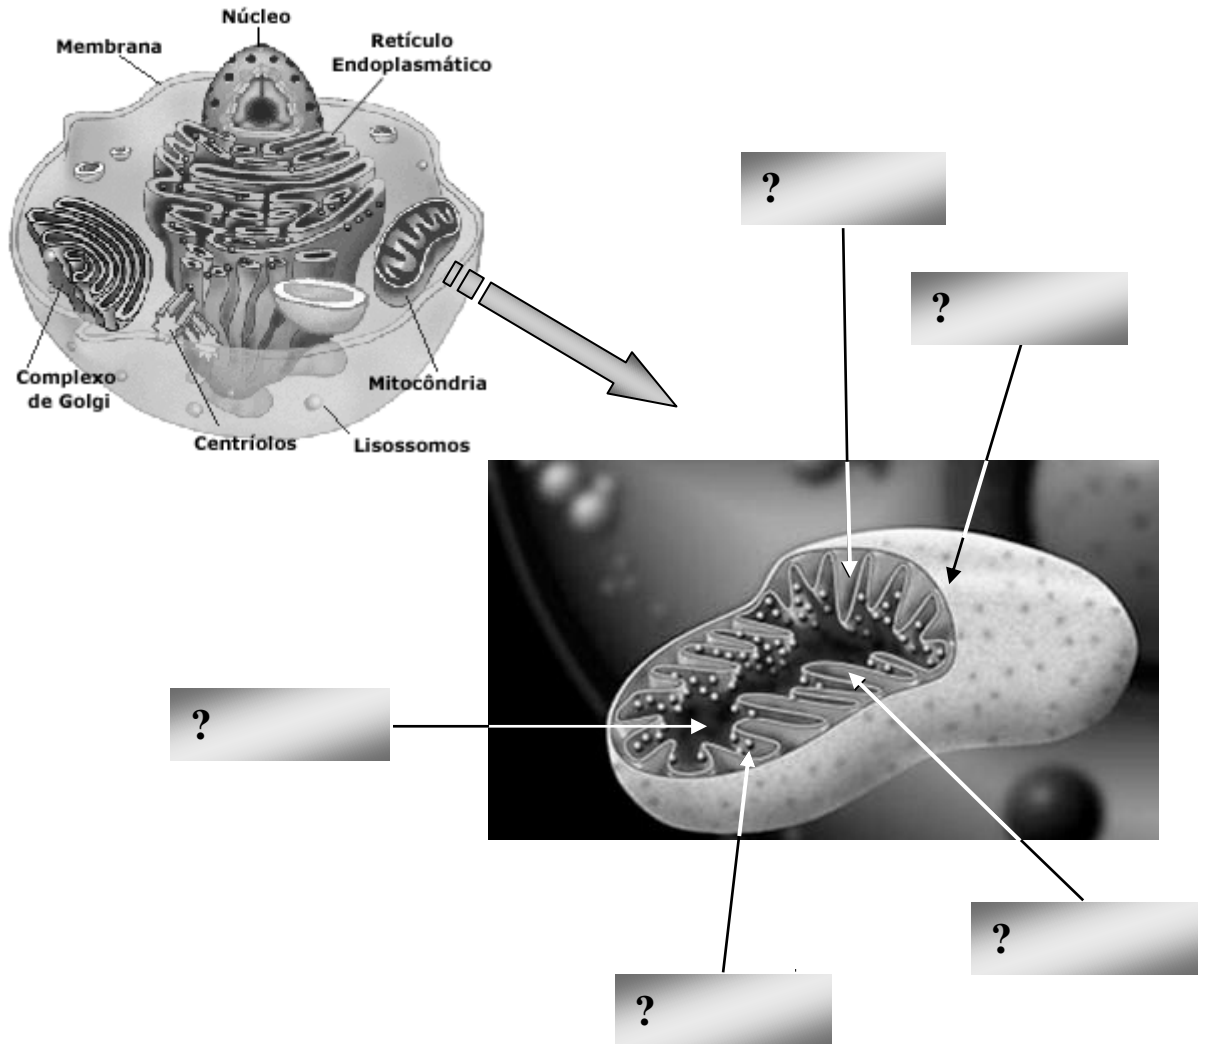 Núcleo
Membrana
Retículo
Endoplasmático
Complexo
de Golgi
Centríolos
Mitocôndria
Lisossomos
?
?
?
?
?